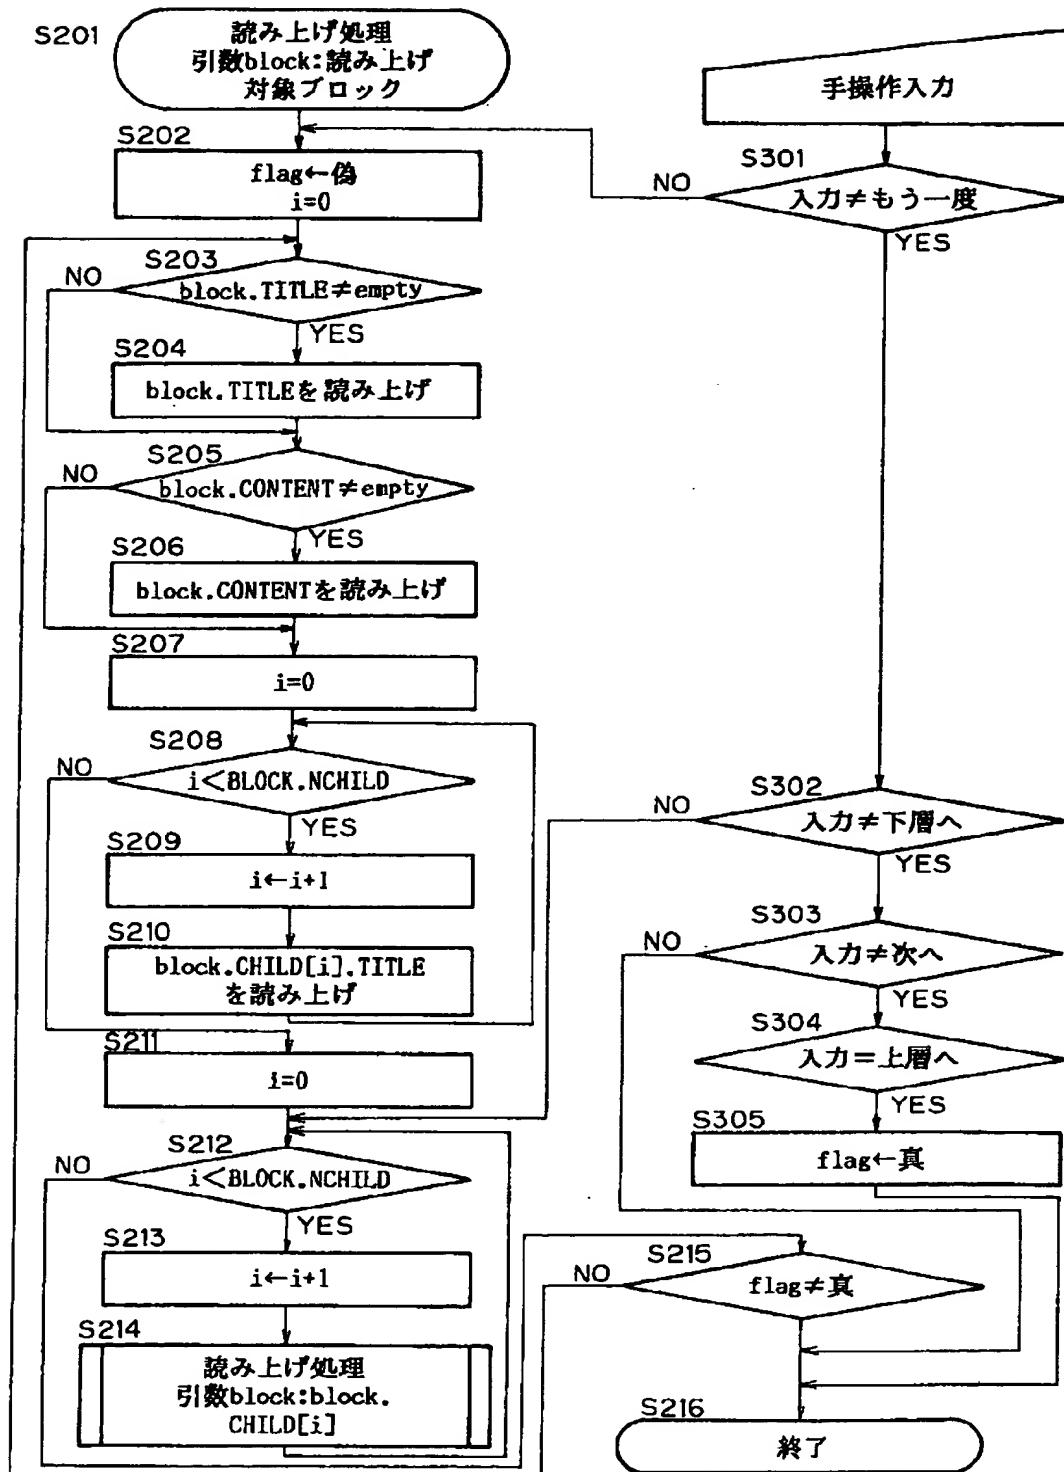 S201
読み上げ処理
引数block:読み上げ
対象ブロック
S202
flag←偽
i=0
S203
NO
block.TITLE≠empty
YES
S204
block.TITLEを読み上げ
S205
NO
block.CONTENT≠empty
YES
S206
block.CONTENTを読み上げ
S207
i=0
S208
NO
i<BLOCK.NCHILD
YES
S209
i←i+1
S210
block.CHILD[i].TITLE
を読み上げ
S211
i=0
S212
NO
i<BLOCK.NCHILD
YES
S213
i←i+1
S214
読み上げ処理
引数block:block.
CHILD[i]
手操作入力
S301
NO
入力≠もう一度
YES
S302
NO
入力≠下層へ
YES
S303
NO
入力≠次へ
YES
S304
入力=上層へ
YES
S305
flag←真
S215
NO
flag≠真
S216
終了